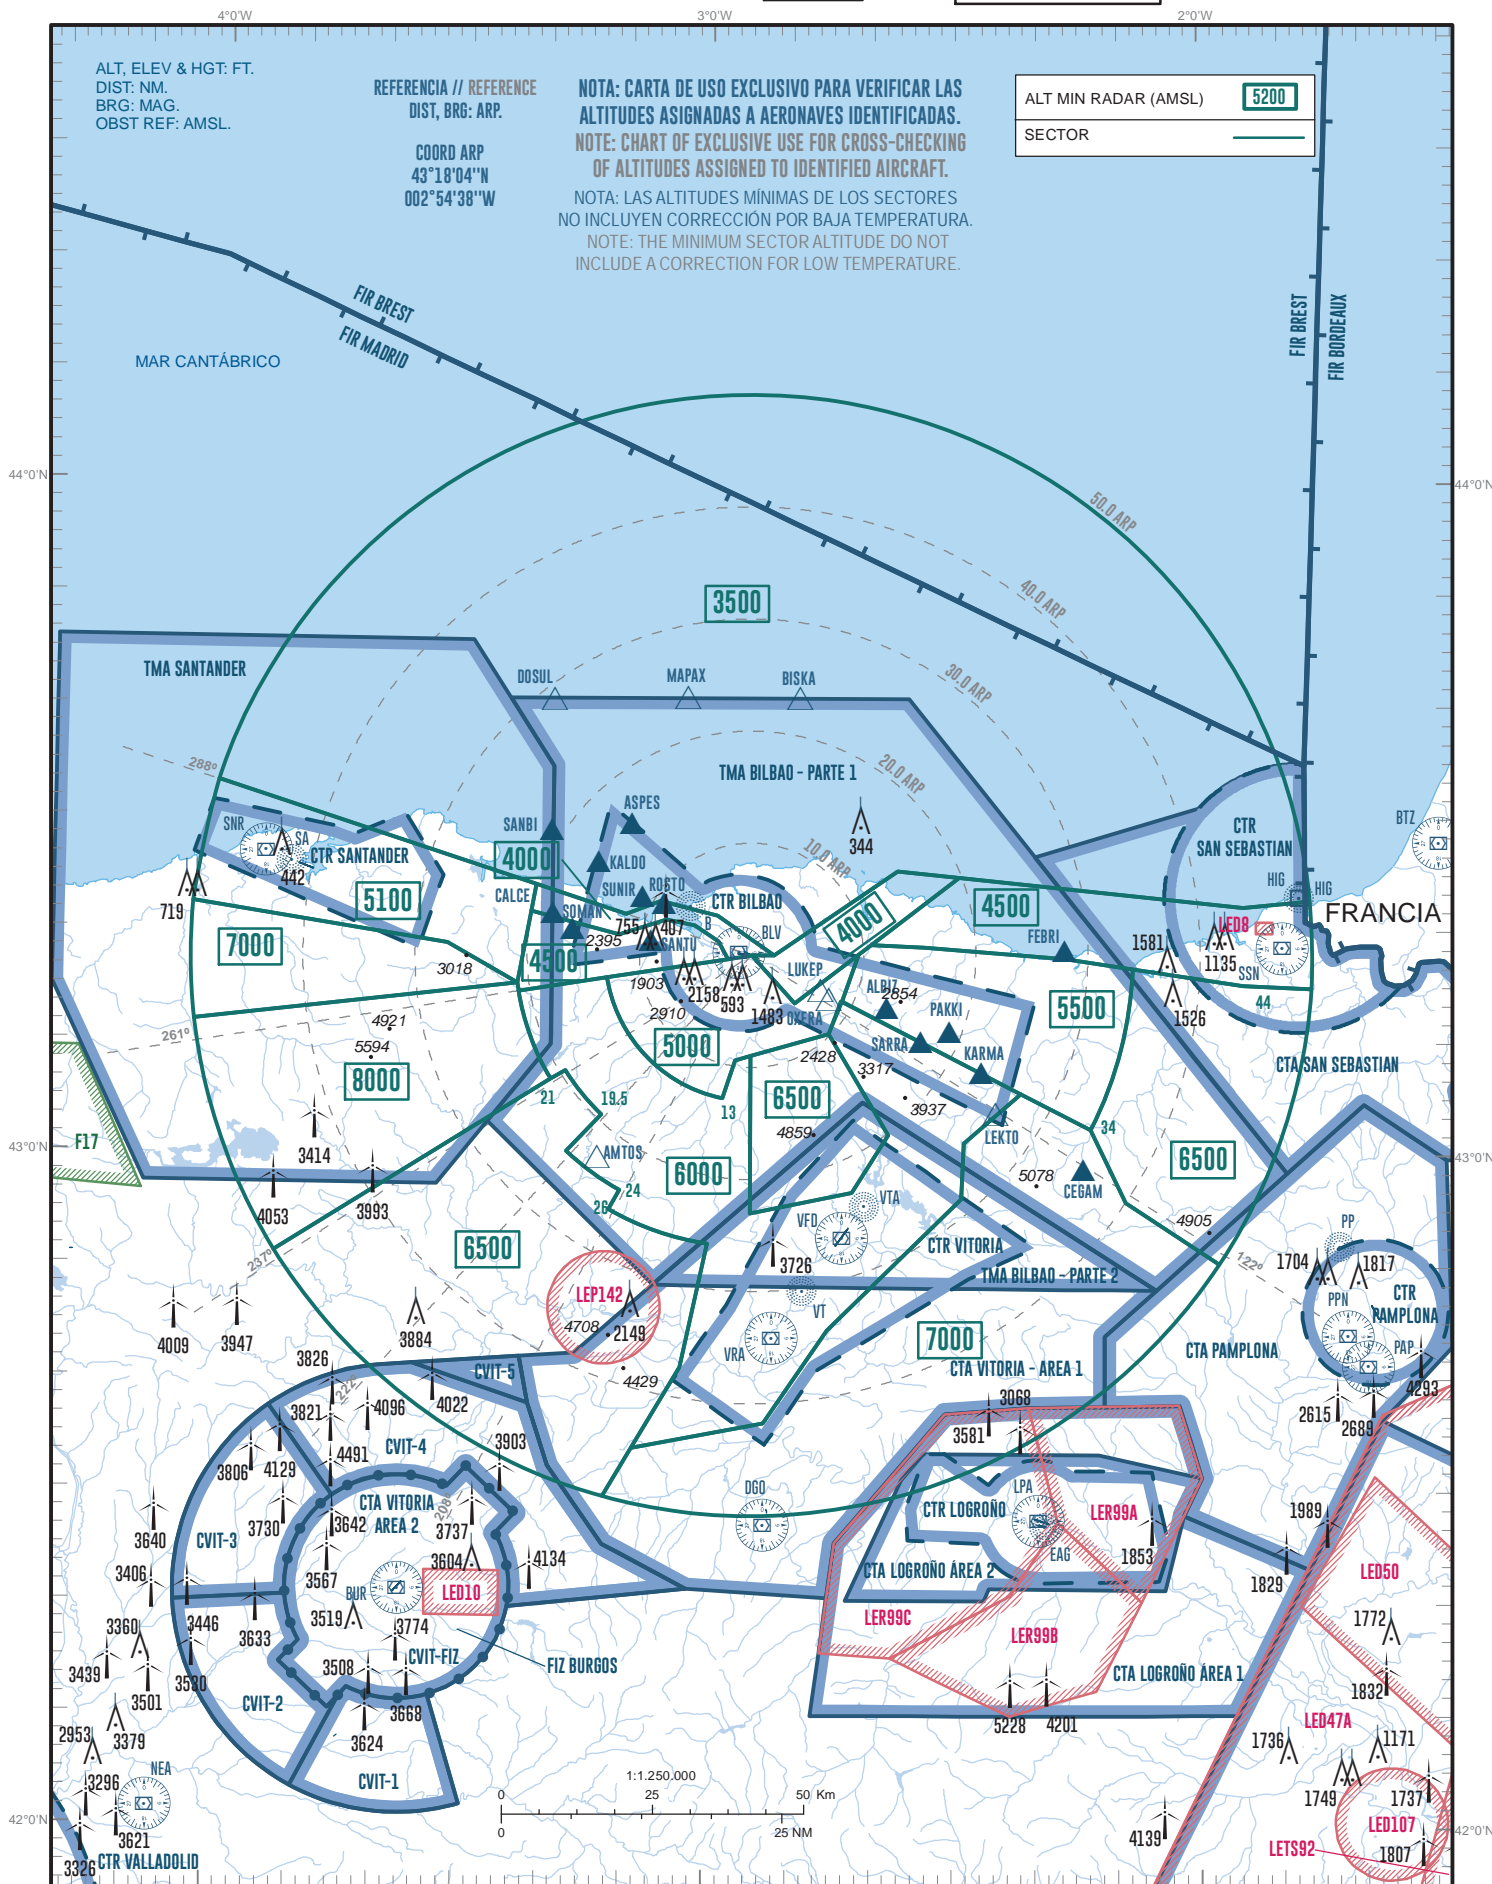 4°0'W
3°0'W
2°0'W
ALT, ELEV & HGT: FT.
DIST: NM.
BRG: MAG.
OBST REF: AMSL.
REFERENCIA // REFERENCE
DIST, BRG: ARP.
COORD ARP
43°18'04''N
002°54'38''W
NOTA: CARTA DE USO EXCLUSIVO PARA VERIFICAR LAS
ALTITUDES ASIGNADAS A AERONAVES IDENTIFICADAS.
NOTE: CHART OF EXCLUSIVE USE FOR CROSS-CHECKING
OF ALTITUDES ASSIGNED TO IDENTIFIED AIRCRAFT.
NOTA: LAS ALTITUDES MÍNIMAS DE LOS SECTORES
NO INCLUYEN CORRECCIÓN POR BAJA TEMPERATURA.
NOTE: THE MINIMUM SECTOR ALTITUDE DO NOT
INCLUDE A CORRECTION FOR LOW TEMPERATURE.
ALT MIN RADAR (AMSL) 5200
SECTOR
FIR BREST
FIR MADRID
FIR BREST
FIR BORDEAUX
MAR CANTÁBRICO
44°0'N
44°0'N
50.0 ARP
40.0 ARP
30.0 ARP
20.0 ARP
10.0 ARP
3500
TMA SANTANDER
DOSUL
MAPAX
BISKA
288º
TMA BILBAO - PARTE 1
ASPES
SANBI
344
SNR
SA
CTR SANTANDER
442
4000
KALDO
CTR
SAN SEBASTIAN
BTZ
719
5100
CALCE
SUNIR
ROSTO
SOMAN
CTR BILBAO
B
BLV
4000
4500
HIG
HIG
FRANCIA
7000
3018
4500
2395
755
407
SANTU
1903
2158
593
1483
2910
LUKEP
OXERA
ALBIZ
2854
FEBRI
1581
LED8
1135
SSN
44
1526
261º
4921
5594
8000
5000
2428
SARRA
PAKKI
KARMA
3317
5500
CTA SAN SEBASTIAN
21
19.5
13
6500
3937
4859
LEKTO
34
F17
43°0'N
43°0'N
3414
4053
3993
AMTOS
24
26
6000
5078
CEGAM
6500
4905
122º
237º
6500
VTA
VFD
CTR VITORIA
3726
TMA BILBAO - PARTE 2
VT
VRA
LEP142
4708
2149
4429
7000
CTA VITORIA - AREA 1
CTA PAMPLONA
PP
1704
1817
PPN
CTR
PAMPLONA
PAP
4293
2615
2689
4009
3947
3884
3826
222º
CVIT-5
4022
4096
3821
4491
CVIT-4
3806
4129
3903
3068
3581
3640
3730
3642
CTA VITORIA
AREA 2
208º
3737
CVIT-3
3567
3604
4134
LED10
3406
3446
3633
BUR
3519
3774
CVIT-FIZ
FIZ BURGOS
3360
3439
3501
3530
3508
3668
CVIT-2
3624
2953
3379
CVIT-1
NEA
3296
3621
3326
CTR VALLADOLID
DGO
CTR LOGROÑO
LPA
EAG
LER99A
1853
CTA LOGROÑO ÁREA 2
LER99C
LER99B
CTA LOGROÑO ÁREA 1
5228
4201
1989
1829
LED50
1772
1832
LED47A
1736
1171
1749
1737
LED107
1807
LETS92
4139
1:1.250.000
0 25 50 Km
0 25 NM
42°0'N
42°0'N